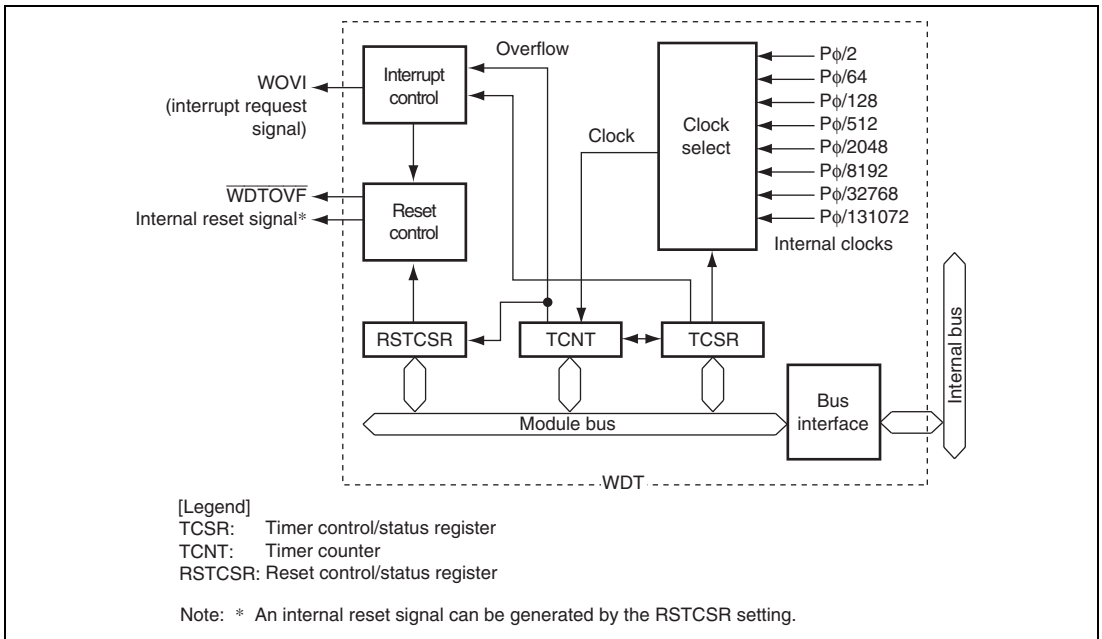 Overflow
WOVI
(interrupt request
signal)
Interrupt
control
WDTOVF
Internal reset signal*
Reset
control
Clock
Clock
select
Pϕ/2
Pϕ/64
Pϕ/128
Pϕ/512
Pϕ/2048
Pϕ/8192
Pϕ/32768
Pϕ/131072
Internal clocks
RSTCSR
TCNT
TCSR
Module bus
Bus
interface
Internal bus
WDT
[Legend]
TCSR: Timer control/status register
TCNT: Timer counter
RSTCSR: Reset control/status register
Note: * An internal reset signal can be generated by the RSTCSR setting.